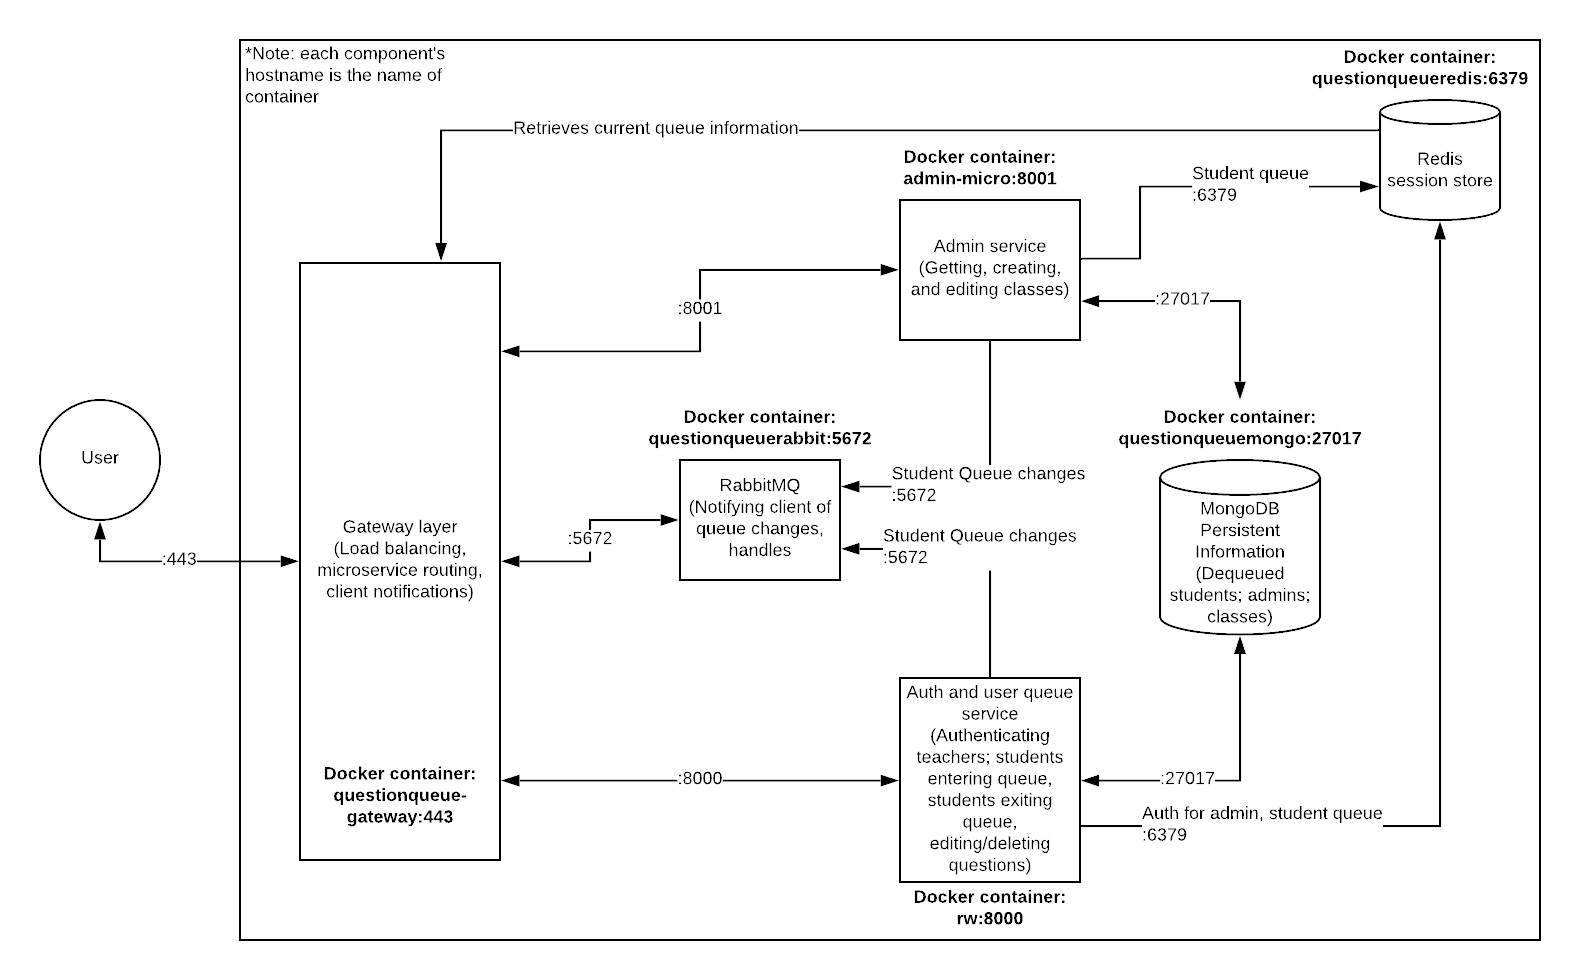 *Note: each component's
hostname is the name of
container
Docker container:
questionqueueredis:6379
Retrieves current queue information
Redis
session store
Docker container:
admin-micro:8001
Student queue
:6379
Admin service
(Getting, creating,
and editing classes)
:27017
:8001
Docker container:
questionqueuerabbit:5672
Docker container:
questionqueuemongo:27017
User
RabbitMQ
(Notifying client of
queue changes,
handles
Student Queue changes
:5672
Student Queue changes
:5672
MongoDB
Persistent
Information
(Dequeued
students; admins;
classes)
:443
Gateway layer
(Load balancing,
microservice routing,
client notifications)
:5672
Docker container:
questionqueue-
gateway:443
:8000
Auth and user queue
service
(Authenticating
teachers; students
entering queue,
students exiting
queue,
editing/deleting
questions)
:27017
Auth for admin, student queue
:6379
Docker container:
rw:8000